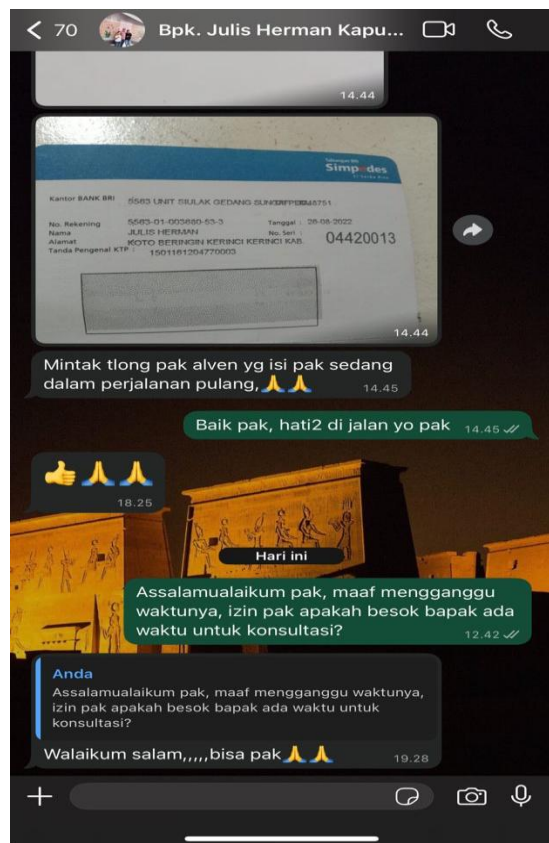 70 Bpk. Julis Herman Kapu...
14.44
Simpedes
Kantor BANK BRI 5563 UNIT SIULAK GEDANG
No. Rekening 5563-01-003680-53-3 Tanggal : 26-08-2022
Nama JULIS HERMAN No. Seri : 04420013
Alamat KOTO BERINGIN KERINCI KERINCI KAB.
Tanda Pengenal KTP : 1501161204770003
14.44
Mintak tlong pak alven yg isi pak sedang
dalam perjalanan pulang,🙏🙏
14.45
Baik pak, hati2 di jalan yo pak 14.45
👍🙏🙏
18.25
Hari ini
Assalamualaikum pak, maaf mengganggu
waktunya, izin pak apakah besok bapak ada
waktu untuk konsultasi?
12.42
Anda
Assalamualaikum pak, maaf mengganggu waktunya,
izin pak apakah besok bapak ada waktu untuk
konsultasi?
Walaikum salam,,,,,bisa pak🙏🙏
19.28